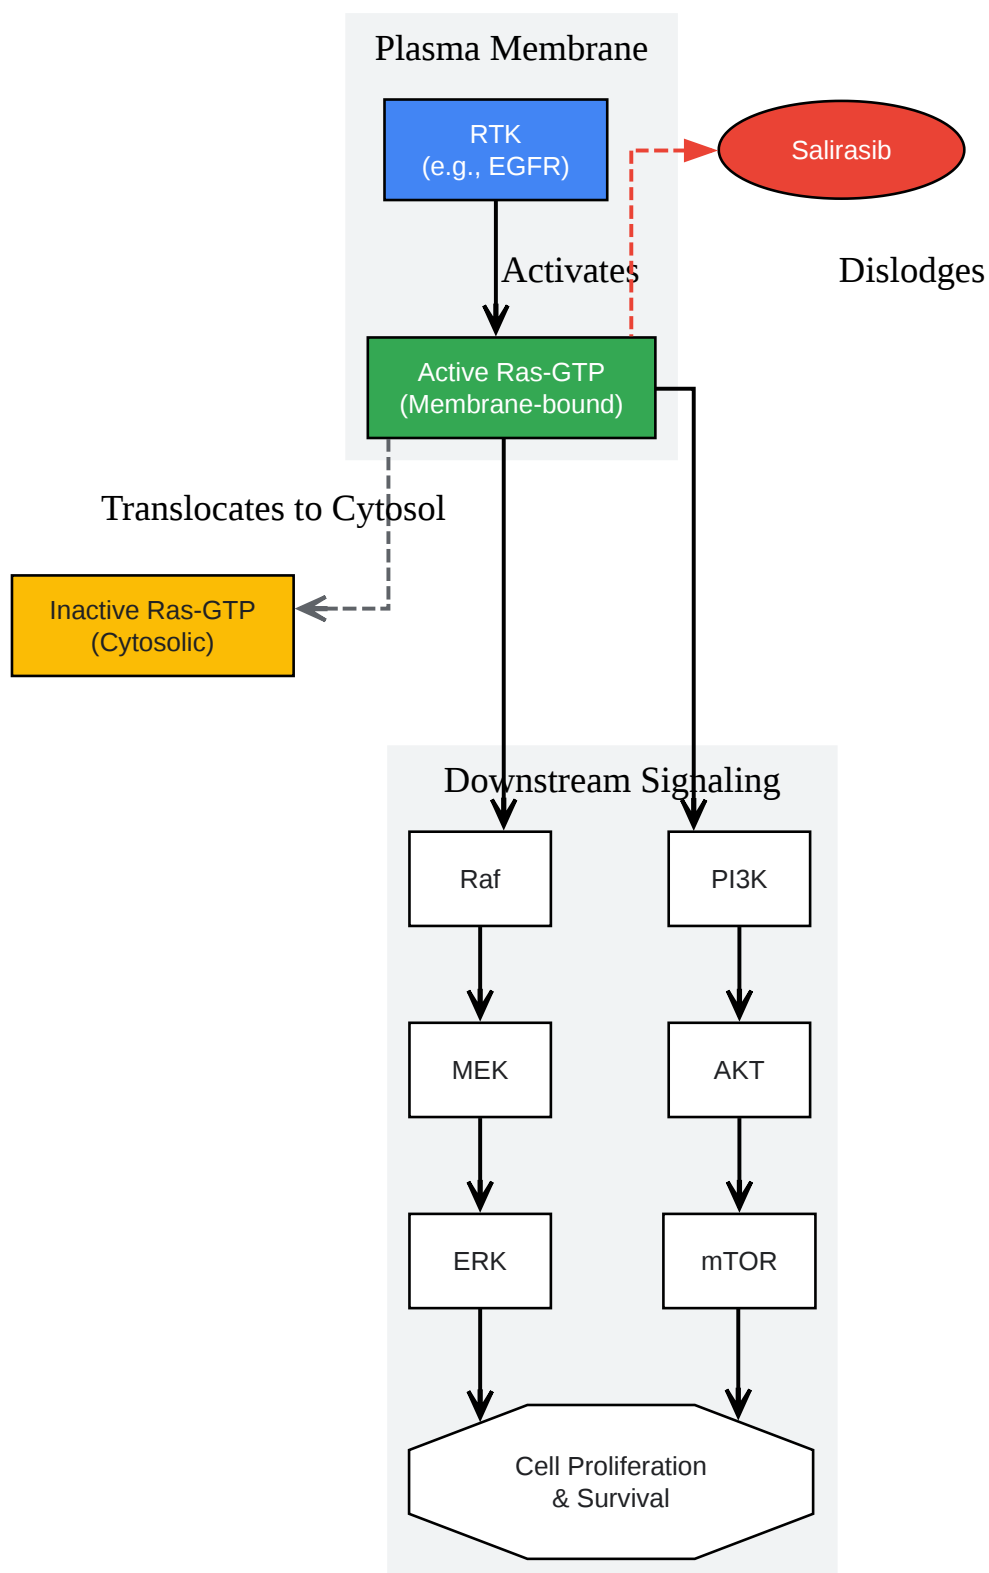 Plasma Membrane
RTK
(e.g., EGFR)
Salirasib
Activates
Dislodges
Active Ras-GTP
(Membrane-bound)
Translocates to Cytosol
Inactive Ras-GTP
(Cytosolic)
Downstream Signaling
Raf
PI3K
MEK
AKT
ERK
mTOR
Cell Proliferation
& Survival